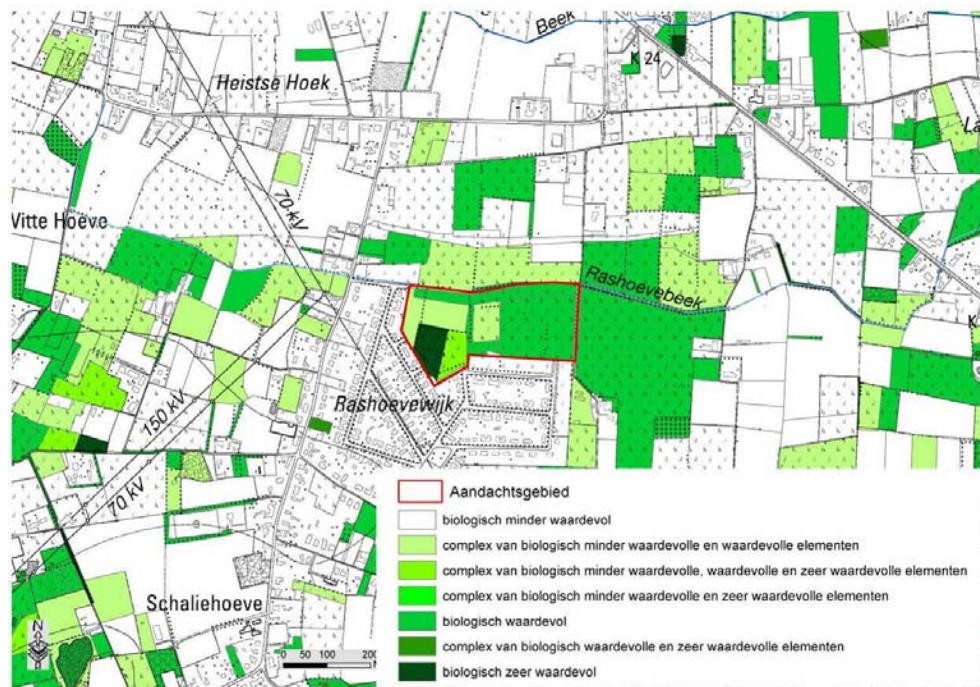 Beek
K 24
Heistse Hoek
70 kV
Vitte Hoeve
Rashoevebeek
Rashoevewijk
150 kV
70 kV
Schaliehoeve
N
0 50 100 200
Aandachtsgebied
biologisch minder waardevol
complex van biologisch minder waardevolle en waardevolle elementen
complex van biologisch minder waardevolle, waardevolle en zeer waardevolle elementen
complex van biologisch minder waardevolle en zeer waardevolle elementen
biologisch waardevol
complex van biologisch waardevolle en zeer waardevolle elementen
biologisch zeer waardevol